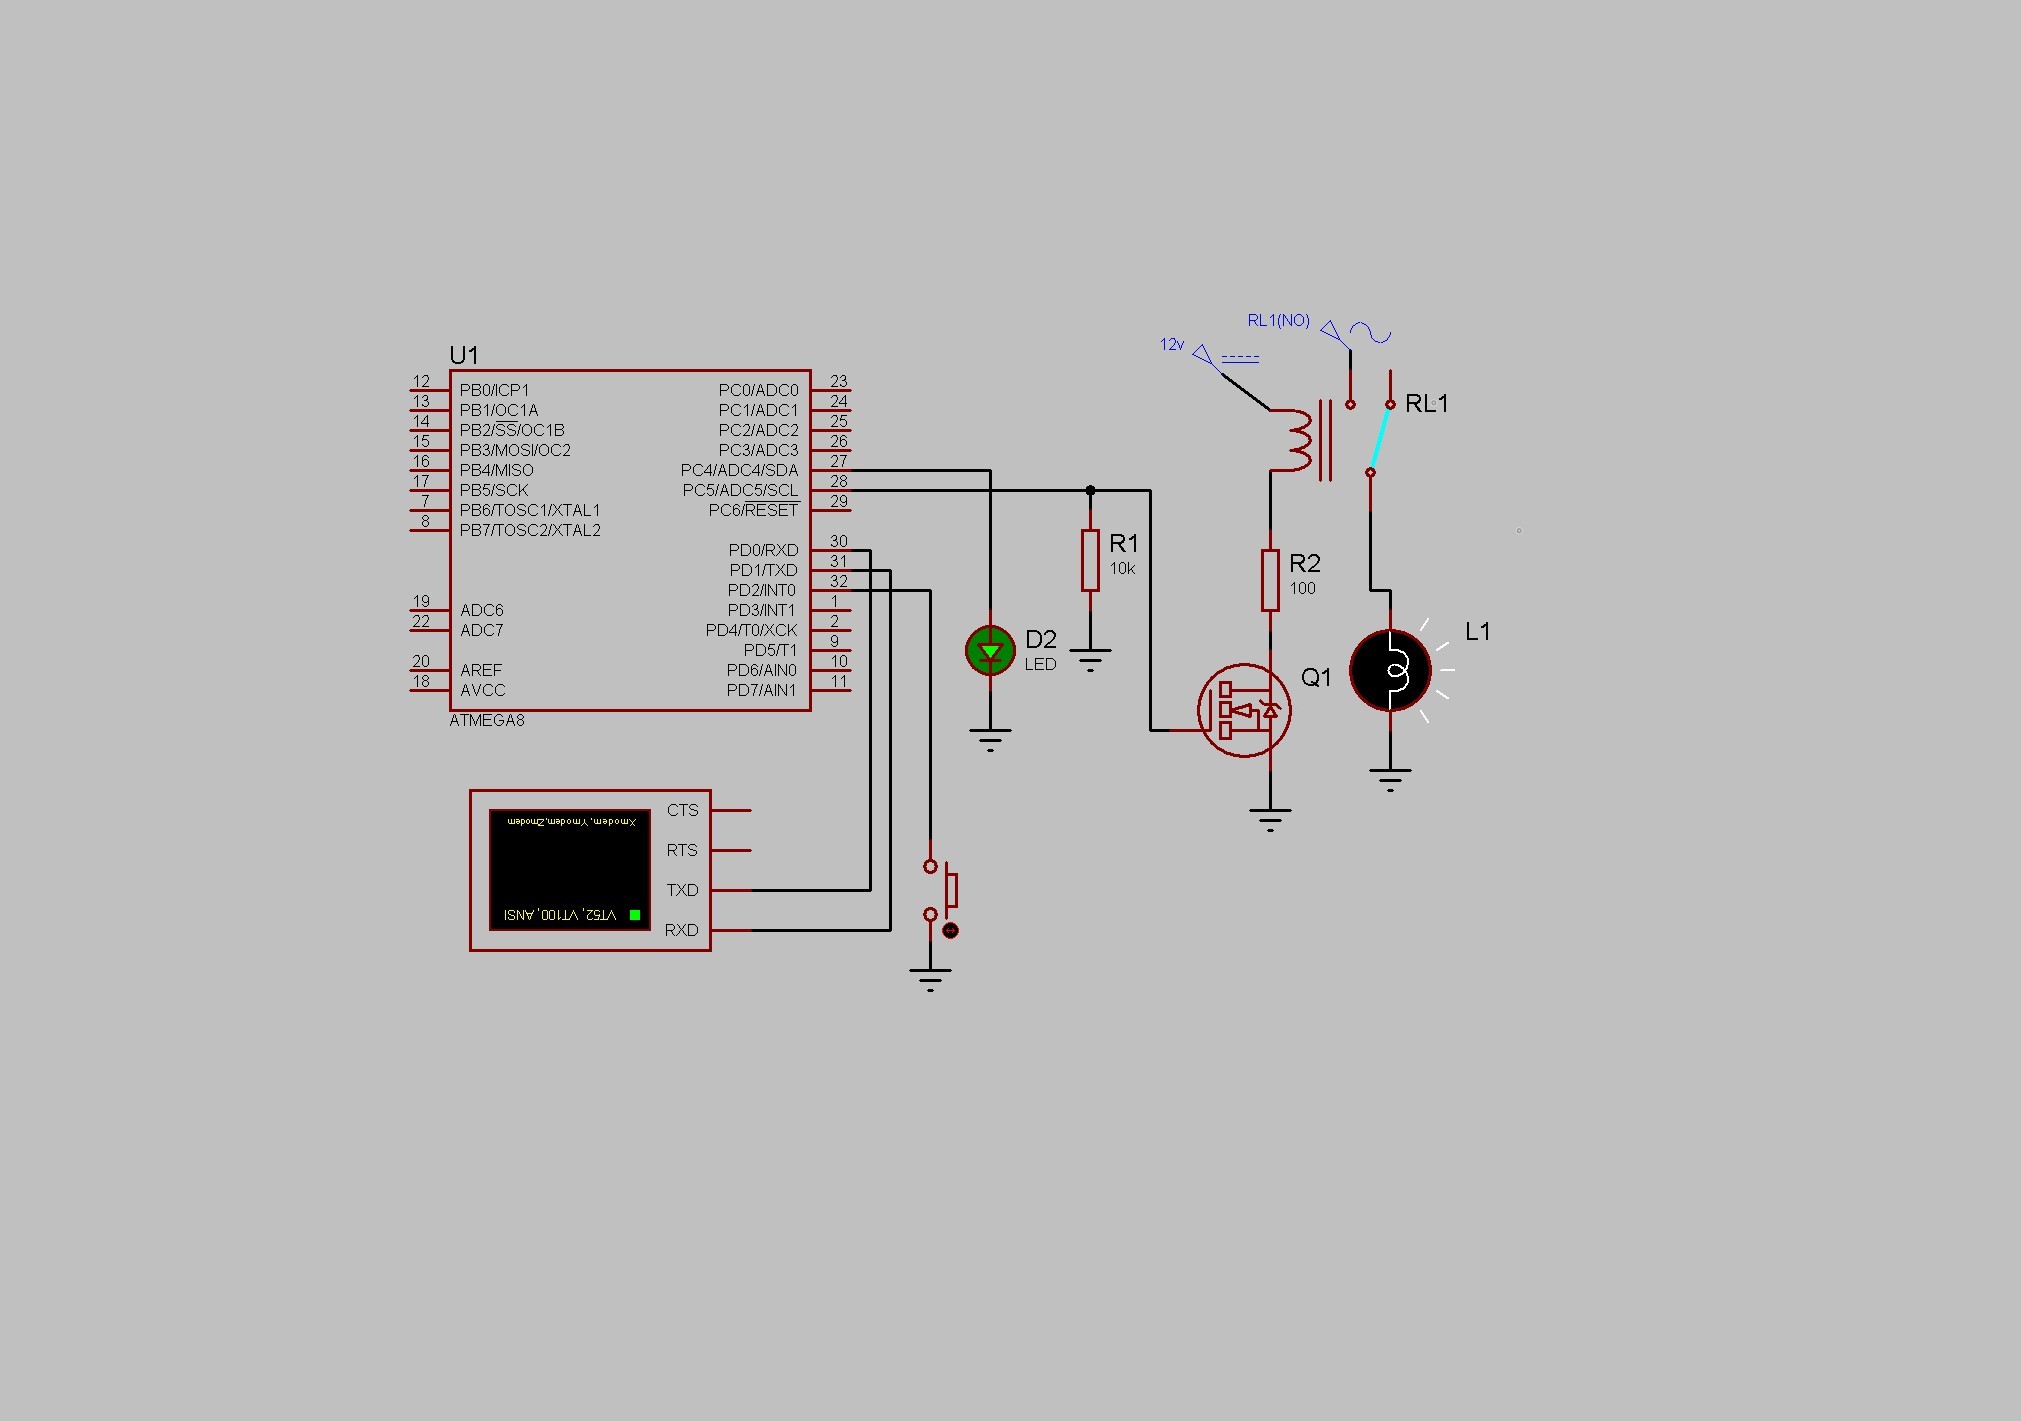 RL1(NO)
12v
U1
12 PB0/ICP1 PC0/ADC0 23
13 PB1/OC1A PC1/ADC1 24
14 PB2/SS/OC1B PC2/ADC2 25
15 PB3/MOSI/OC2 PC3/ADC3 26
16 PB4/MISO PC4/ADC4/SDA 27
17 PB5/SCK PC5/ADC5/SCL 28
7 PB6/TOSC1/XTAL1 PC6/RESET 29
8 PB7/TOSC2/XTAL2
PD0/RXD 30
PD1/TXD 31
PD2/INT0 32
19 ADC6 PD3/INT1 1
22 ADC7 PD4/T0/XCK 2
PD5/T1 9
20 AREF PD6/AIN0 10
18 AVCC PD7/AIN1 11
ATMEGA8
RL1
R1
10k
R2
100
D2
LED
Q1
L1
CTS
RTS
TXD
RXD
Xmodem, Ymodem,Zmodem
VT52, VT100, ANSI